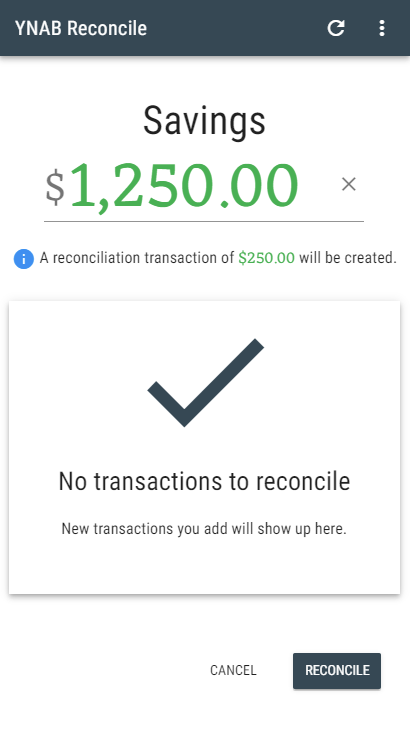 YNAB Reconcile
Savings
$1,250.00
A reconciliation transaction of $250.00 will be created.
No transactions to reconcile
New transactions you add will show up here.
CANCEL RECONCILE